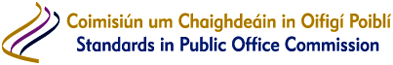 Coimisiún um Chaighdeáin in Oifigí Poiblí
Standards in Public Office Commission